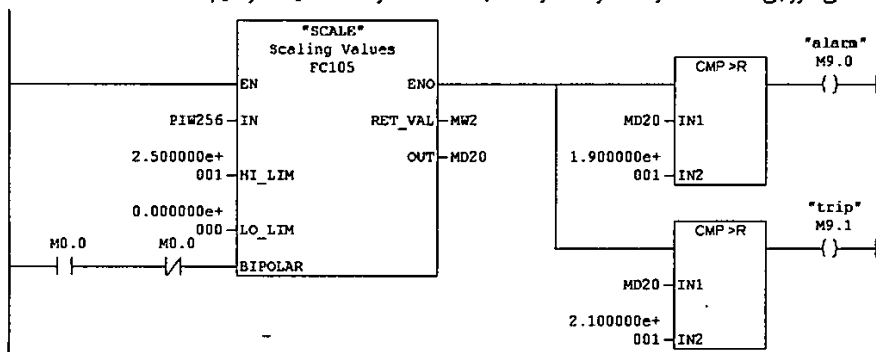 "SCALE"
Scaling Values
FC105
EN
ENO
PIW256
IN
RET_VAL
MW2
OUT
MD20
2.500000e+
001
HI_LIM
0.000000e+
000
LO_LIM
M0.0
M0.0
BIPOLAR
"alarm"
M9.0
CMP >R
MD20
IN1
1.900000e+
001
IN2
"trip"
M9.1
CMP >R
MD20
IN1
2.100000e+
001
IN2